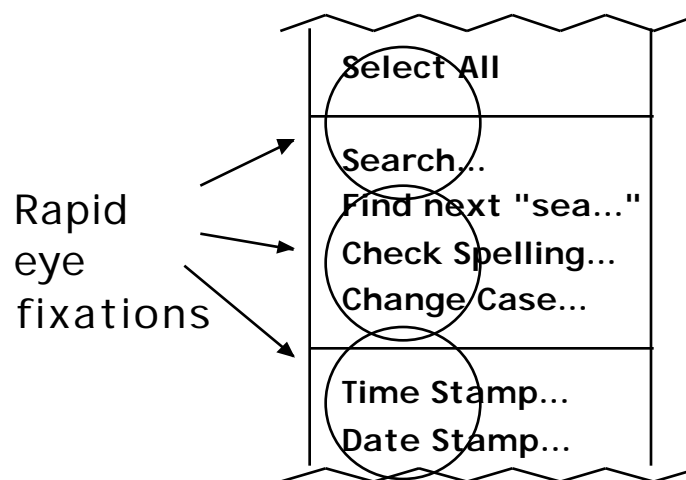 Select All
Search...
Find next "sea..."
Check Spelling...
Change Case...
Time Stamp...
Date Stamp...
Rapid
eye
fixations